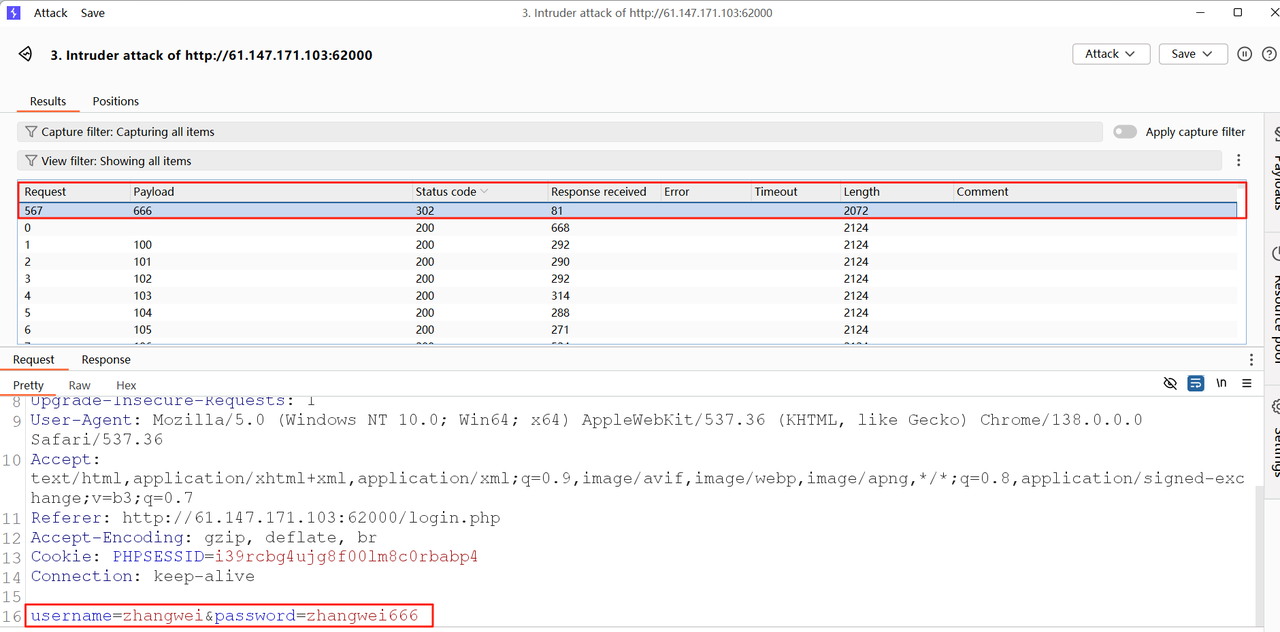 Attack Save 3. Intruder attack of http://61.147.171.103:62000
3. Intruder attack of http://61.147.171.103:62000 Attack Save
Results Positions
Capture filter: Capturing all items Apply capture filter
View filter: Showing all items
Request Payload Status code Response received Error Timeout Length Comment
567 666 302 81 2072
0 200 668 2124
1 100 200 292 2124
2 101 200 290 2124
3 102 200 292 2124
4 103 200 314 2124
5 104 200 288 2124
6 105 200 271 2124
Request Response
Pretty Raw Hex \n
8 Upgrade-Insecure-Requests: 1
9 User-Agent: Mozilla/5.0 (Windows NT 10.0; Win64; x64) AppleWebKit/537.36 (KHTML, like Gecko) Chrome/138.0.0.0
Safari/537.36
10 Accept:
text/html,application/xhtml+xml,application/xml;q=0.9,image/avif,image/webp,image/apng,*/*;q=0.8,application/signed-exc
hange;v=b3;q=0.7
11 Referer: http://61.147.171.103:62000/login.php
12 Accept-Encoding: gzip, deflate, br
13 Cookie: PHPSESSID=i39rcbg4ujg8f00lm8c0rbabp4
14 Connection: keep-alive
15
16 username=zhangwei&password=zhangwei666
Payloads
Resource pool
Settings